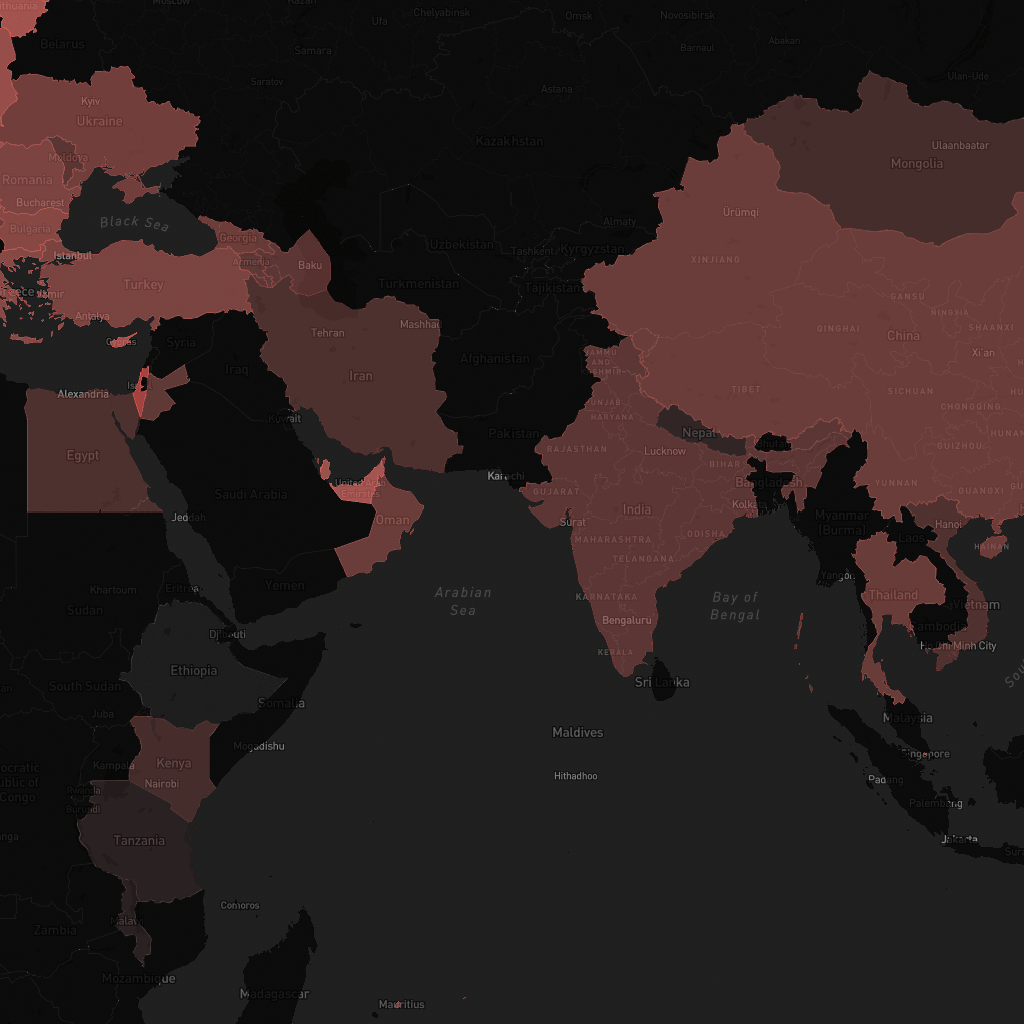 Moscow
Kazan
Chelyabinsk
Ufa
Omsk
Novosibirsk
Belarus
Samara
Barnaul
Abakan
Saratov
Astana
Ulan-Ude
Kyiv
Ukraine
Kazakhstan
Ulaanbaatar
Mongolia
Moldova
Romania
Bucharest
Ürümqi
Black Sea
Almaty
Bulgaria
Georgia
Uzbekistan
Tashkent
Kyrgyzstan
Istanbul
Armenia
Baku
XINJIANG
Turkey
Turkmenistan
Tajikistan
GANSU
NINGXIA
Antalya
Tehran
Mashhad
QINGHAI
SHAANXI
China
Syria
Afghanistan
JAMMU
AND
Xi'an
Iraq
Iran
TIBET
SICHUAN
Alexandria
CHONGQING
Kuwait
PUNJAB
HARYANA
Pakistan
Nepal
Bhutan
GUIZHOU
HUNAN
Egypt
RAJASTHAN
Lucknow
BIHAR
Karachi
Saudi Arabia
United Arab
Emirates
GUJARAT
Bangladesh
YUNNAN
GUANGXI
Kolkata
Jeddah
Oman
India
Surat
Myanmar
(Burma)
Hanoi
MAHARASHTRA
ODISHA
Laos
HAINAN
TELANGANA
Khartoum
Eritrea
Yemen
Yangon
Sudan
Arabian
Sea
KARNATAKA
Bay of
Bengal
Thailand
Vietnam
Djibouti
Bengaluru
Cambodia
Ho Chi Minh City
KERALA
Ethiopia
South Sudan
Sri Lanka
Somalia
Juba
Malaysia
Mogadishu
Maldives
Kampala
Kenya
Singapore
Nairobi
Hithadhoo
Padang
Rwanda
Burundi
Palembang
Tanzania
Jakarta
Comoros
Malawi
Zambia
Mozambique
Madagascar
Mauritius